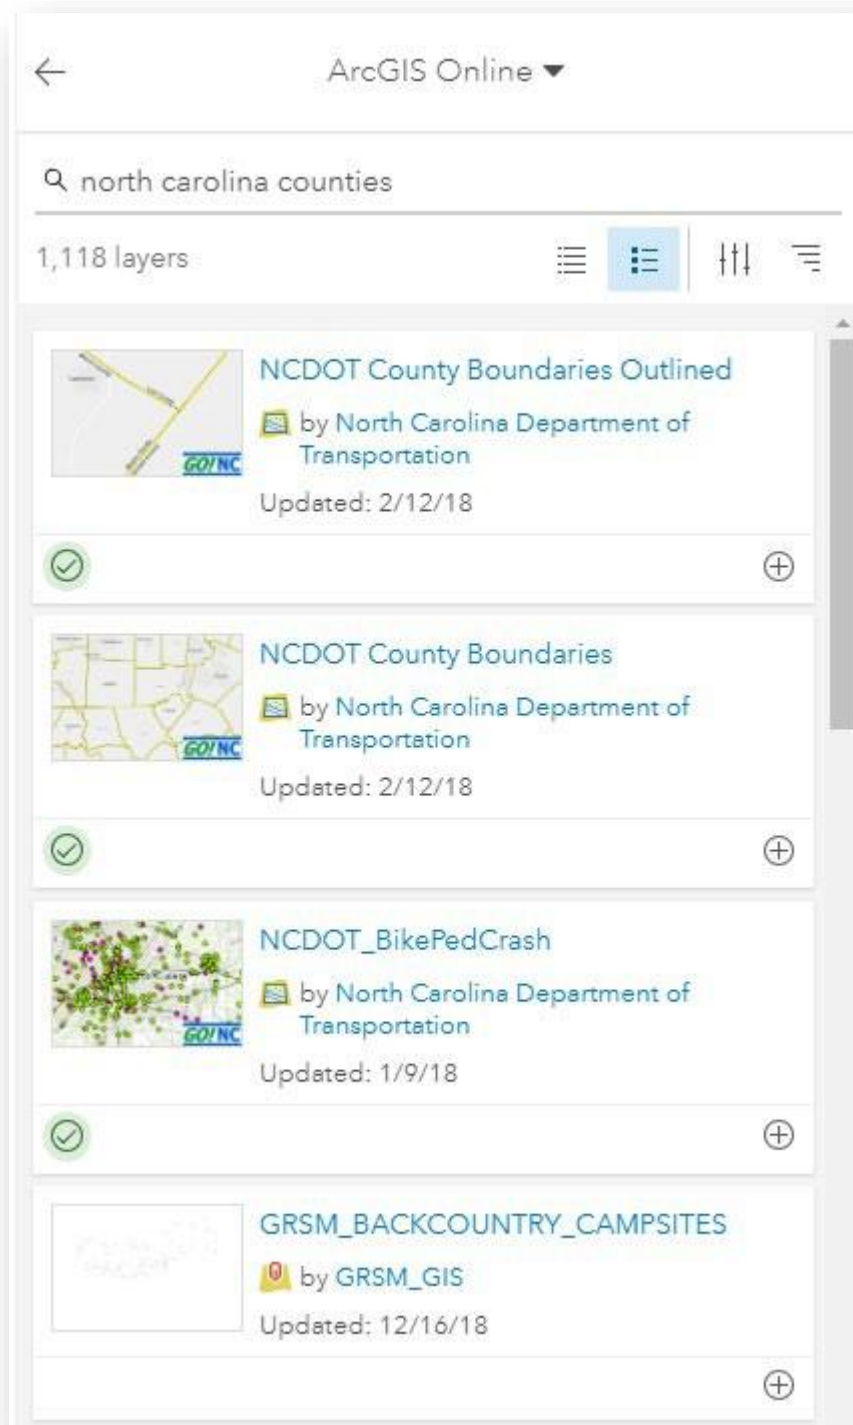 ArcGIS Online
north carolina counties
1,118 layers
NCDOT County Boundaries Outlined
by North Carolina Department of
Transportation
Updated: 2/12/18
GO!NC
NCDOT County Boundaries
by North Carolina Department of
Transportation
Updated: 2/12/18
GO!NC
NCDOT_BikePedCrash
by North Carolina Department of
Transportation
Updated: 1/9/18
GO!NC
GRSM_BACKCOUNTRY_CAMPSITES
by GRSM_GIS
Updated: 12/16/18